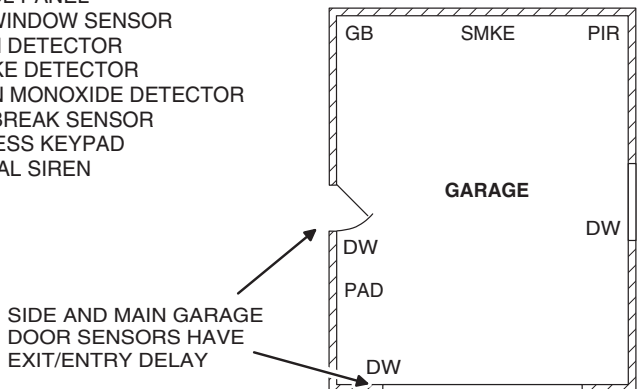 PANEL
WINDOW SENSOR
DETECTOR
KE DETECTOR
N MONOXIDE DETECTOR
BREAK SENSOR
ESS KEYPAD
AL SIREN
GB SMKE PIR
GARAGE
DW
DW
PAD
SIDE AND MAIN GARAGE
DOOR SENSORS HAVE
EXIT/ENTRY DELAY
DW